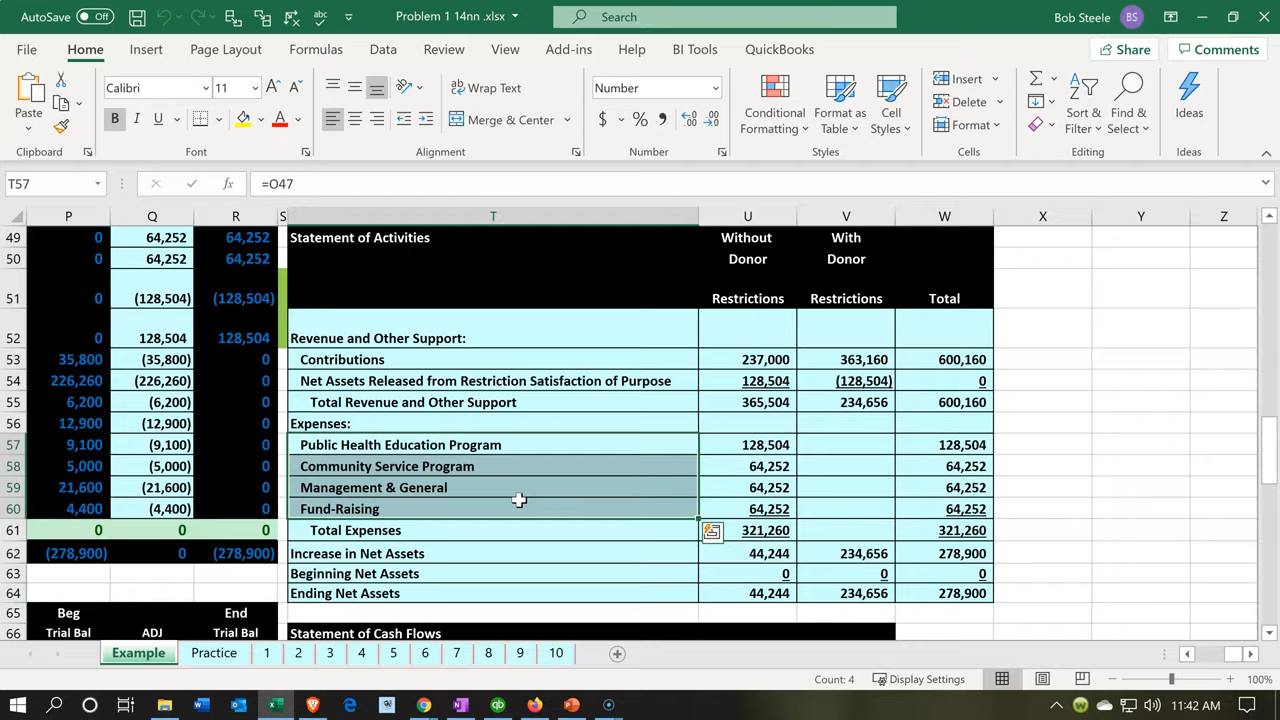 AutoSave Off Problem 1 14nn .xlsx Search Bob Steele BS
File Home Insert Page Layout Formulas Data Review View Add-ins Help BI Tools QuickBooks Share Comments
Paste Calibri 11 Wrap Text Number Conditional Format as Cell Insert Sort & Find & Ideas
B I U Merge & Center $ % Formatting Table Styles Delete Filter Select
Format
Clipboard Font Alignment Number Styles Cells Editing Ideas
T57 fx =O47
P Q R S T U V W X Y Z
49 0 64,252 64,252 Statement of Activities Without With
50 0 64,252 64,252 Donor Donor
51 0 (128,504) (128,504) Restrictions Restrictions Total
52 0 128,504 128,504 Revenue and Other Support:
53 35,800 (35,800) 0 Contributions 237,000 363,160 600,160
54 226,260 (226,260) 0 Net Assets Released from Restriction Satisfaction of Purpose 128,504 (128,504) 0
55 6,200 (6,200) 0 Total Revenue and Other Support 365,504 234,656 600,160
56 12,900 (12,900) 0 Expenses:
57 9,100 (9,100) 0 Public Health Education Program 128,504 128,504
58 5,000 (5,000) 0 Community Service Program 64,252 64,252
59 21,600 (21,600) 0 Management & General 64,252 64,252
60 4,400 (4,400) 0 Fund-Raising 64,252 64,252
61 0 0 0 Total Expenses 321,260 321,260
62 (278,900) 0 (278,900) Increase in Net Assets 44,244 234,656 278,900
63 Beginning Net Assets 0 0 0
64 Ending Net Assets 44,244 234,656 278,900
65 Beg End
66 Trial Bal ADJ Trial Bal Statement of Cash Flows
Example Practice 1 2 3 4 5 6 7 8 9 10
Count: 4 Display Settings 100%
11:42 AM